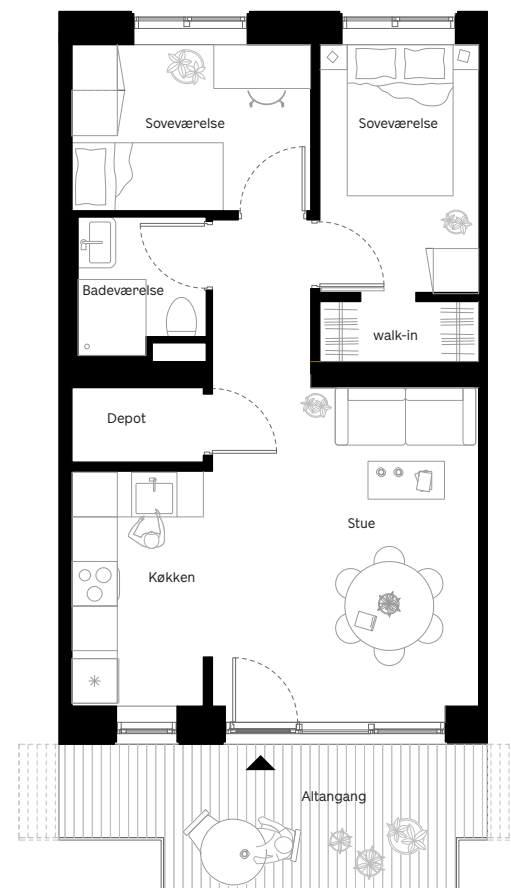 Soveværelse
Soveværelse
Badeværelse
walk-in
Depot
Stue
Køkken
Altangang